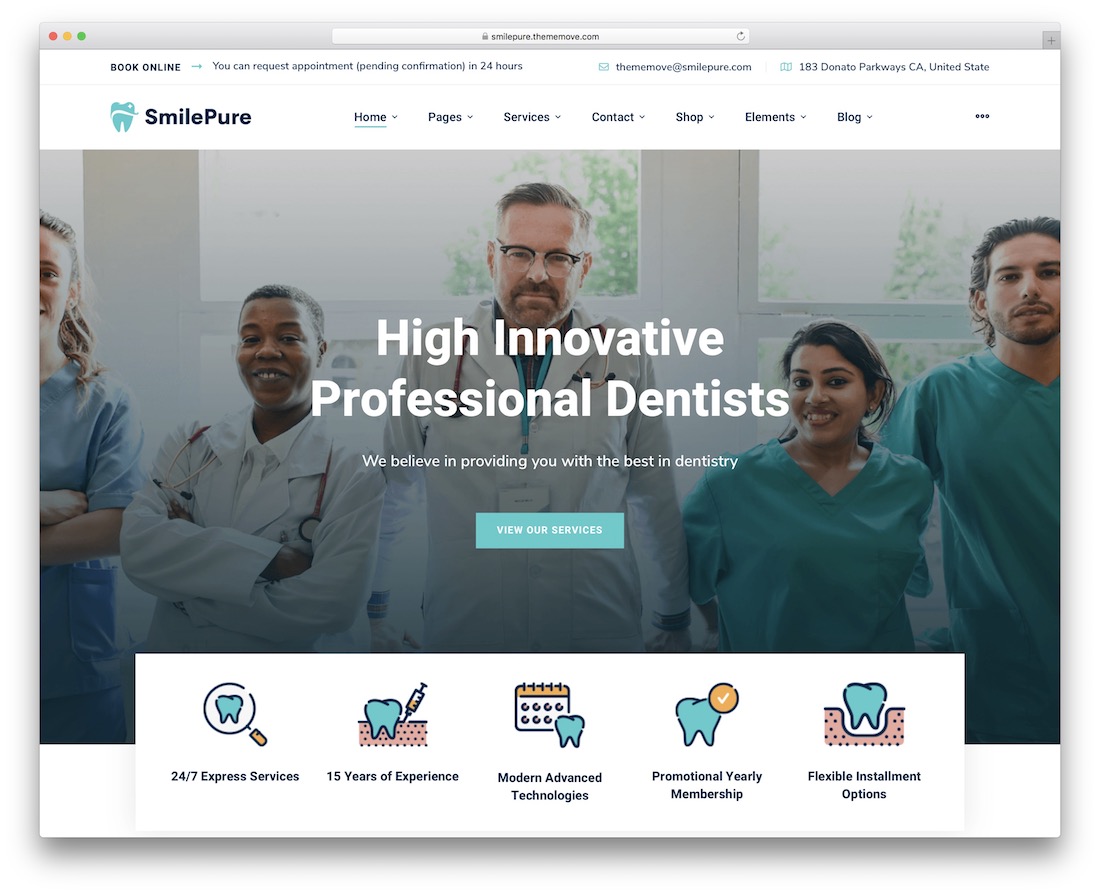 smilepure.thememove.com
BOOK ONLINE → You can request appointment (pending confirmation) in 24 hours
thememove@smilepure.com
183 Donato Parkways CA, United State
SmilePure
Home Pages Services Contact Shop Elements Blog
High Innovative
Professional Dentists
We believe in providing you with the best in dentistry
VIEW OUR SERVICES
24/7 Express Services
15 Years of Experience
Modern Advanced
Technologies
Promotional Yearly
Membership
Flexible Installment
Options